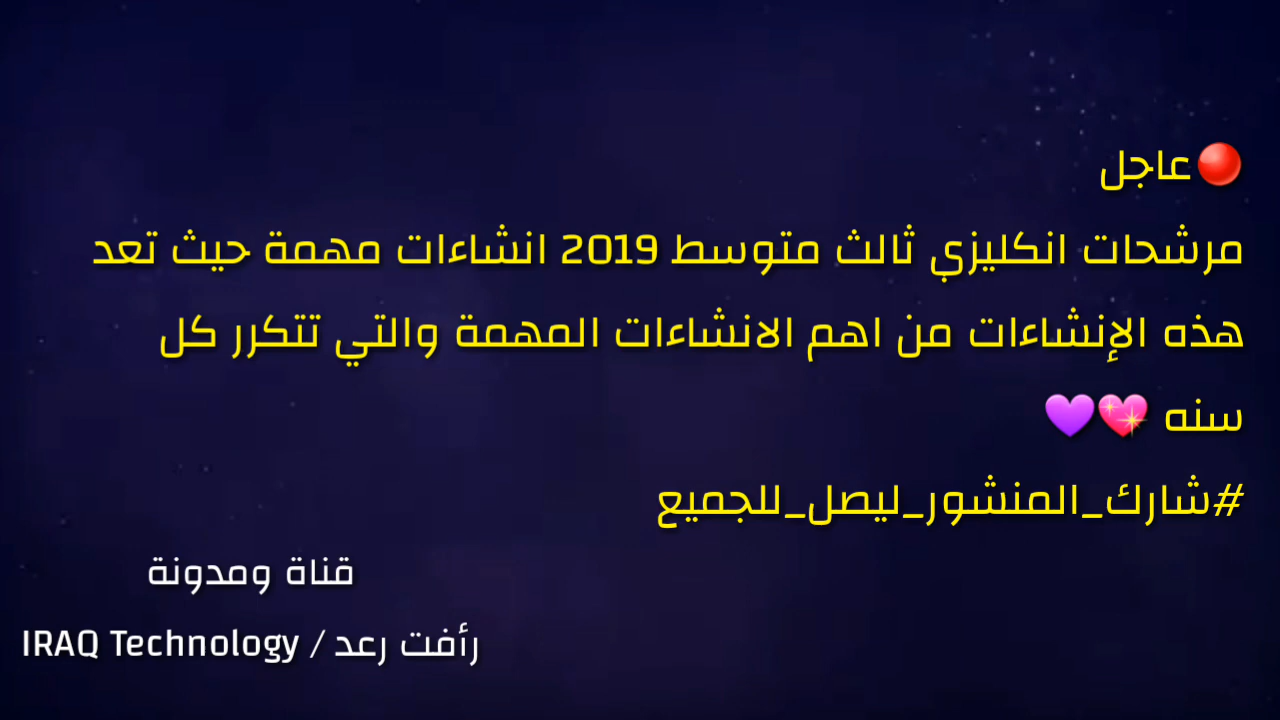 🔴عاجل
مرشحات انكليزي ثالث متوسط 2019 انشاءات مهمة حيث تعد
هذه الإنشاءات من اهم الانشاءات المهمة والتي تتكرر كل
سنه 💖💜
#شارك_المنشور_ليصل_للجميع
قناة ومدونة
رأفت رعد / IRAQ Technology